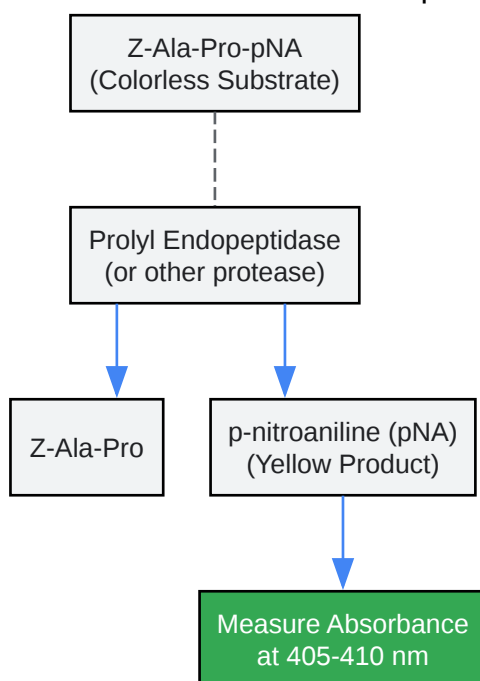 Z-Ala-Pro-pNA
(Colorless Substrate)
Prolyl Endopeptidase
(or other protease)
Z-Ala-Pro
p-nitroaniline (pNA)
(Yellow Product)
Measure Absorbance
at 405-410 nm